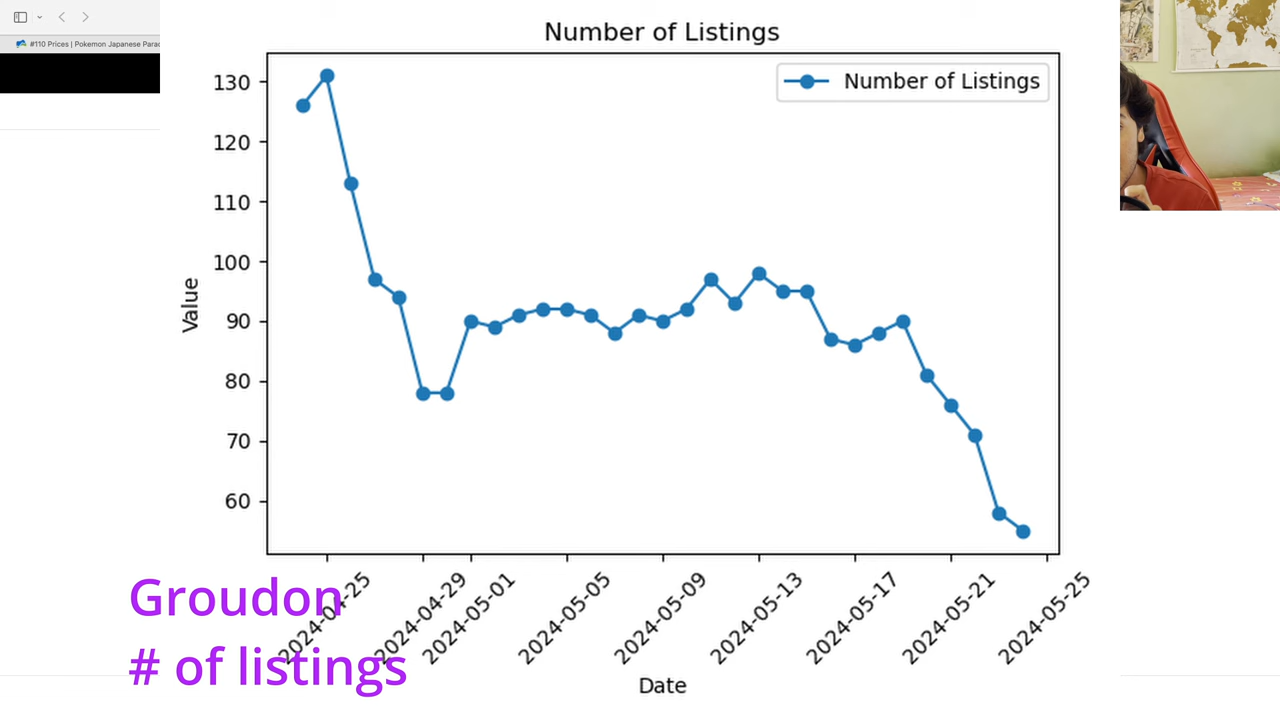 #110 Prices | Pokemon Japanese Parac
Number of Listings
Number of Listings
Value
130
120
110
100
90
80
70
60
2024-04-25
2024-04-29
2024-05-01
2024-05-05
2024-05-09
2024-05-13
2024-05-17
2024-05-21
2024-05-25
Date
Groudon
# of listings